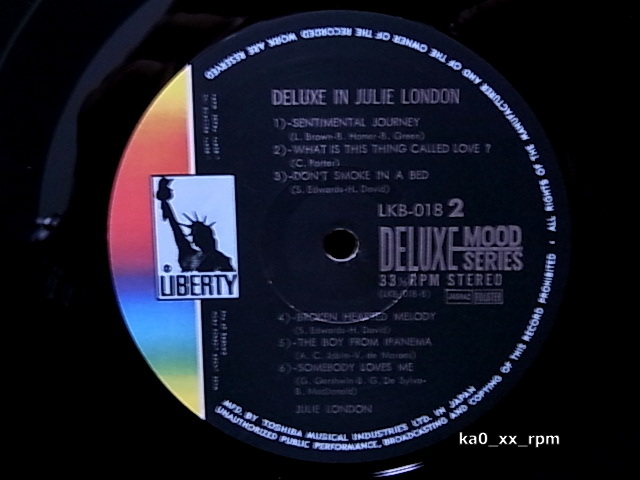 ALL RIGHTS OF THE MANUFACTURER AND OF THE OWNER OF THE RECORDED WORK ARE RESERVED
DELUXE IN JULIE LONDON
1)-SENTIMENTAL JOURNEY
(L. Brown-B. Homer-B. Green)
2)-WHAT IS THIS THING CALLED LOVE ?
(C. Porter)
3)-DON'T SMOKE IN A BED
(S. Edwards-H. David)
LKB-018 2
DELUXE MOOD SERIES
33 RPM STEREO
(LKB-018-B)
JASRAC
LIBERTY
4)-BROKEN HEARTED MELODY
(S. Edwards-H. David)
5)-THE BOY FROM IPANEMA
(A. C. Jobim-V. de Moraes)
6)-SOMEBODY LOVES ME
(G. Gershwin-B. G. De Sylva-
B. MacDonald)
JULIE LONDON
MFD. BY TOSHIBA MUSICAL INDUSTRIES LTD. IN JAPAN
UNAUTHORIZED PUBLIC PERFORMANCE, BROADCASTING AND COPYING OF THIS RECORD PROHIBITED
ka0_xx_rpm